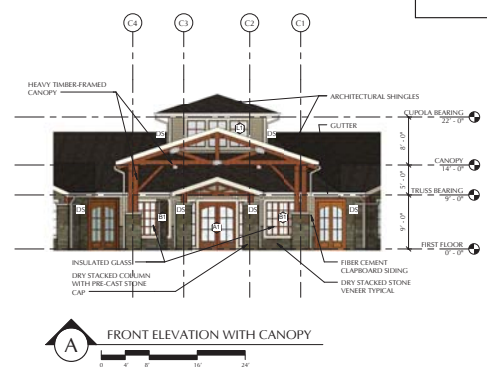 C4 C3 C2 C1
HEAVY TIMBER-FRAMED
CANOPY
ARCHITECTURAL SHINGLES
CUPOLA BEARING
22' - 0"
C1
DS DS
GUTTER
8' - 0"
CANOPY
14' - 0"
5' - 0"
TRUSS BEARING
9' - 0"
DS DS DS DS
B1 B1
A1
9' - 0"
FIRST FLOOR
0' - 0"
INSULATED GLASS
DRY STACKED COLUMN
WITH PRE-CAST STONE
CAP
FIBER CEMENT
CLAPBOARD SIDING
DRY STACKED STONE
VENEER TYPICAL
A FRONT ELEVATION WITH CANOPY
0 4' 8' 16' 24'